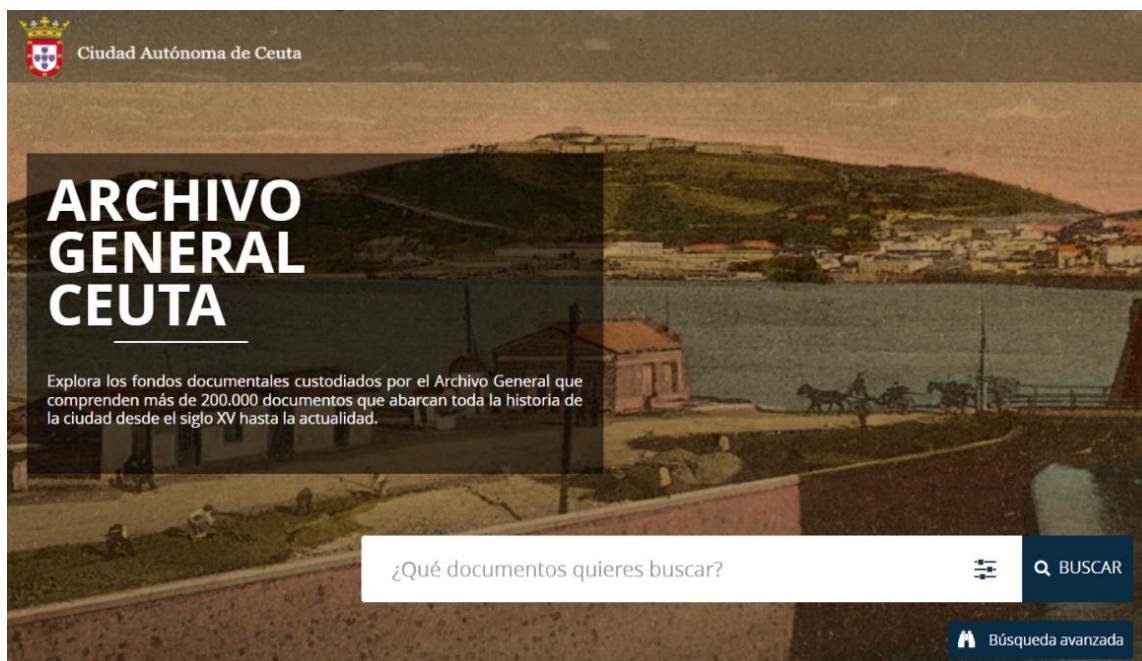 Ciudad Autónoma de Ceuta
ARCHIVO
GENERAL
CEUTA
Explora los fondos documentales custodiados por el Archivo General que
comprenden más de 200.000 documentos que abarcan toda la historia de
la ciudad desde el siglo XV hasta la actualidad.
¿Qué documentos quieres buscar?
BUSCAR
Búsqueda avanzada